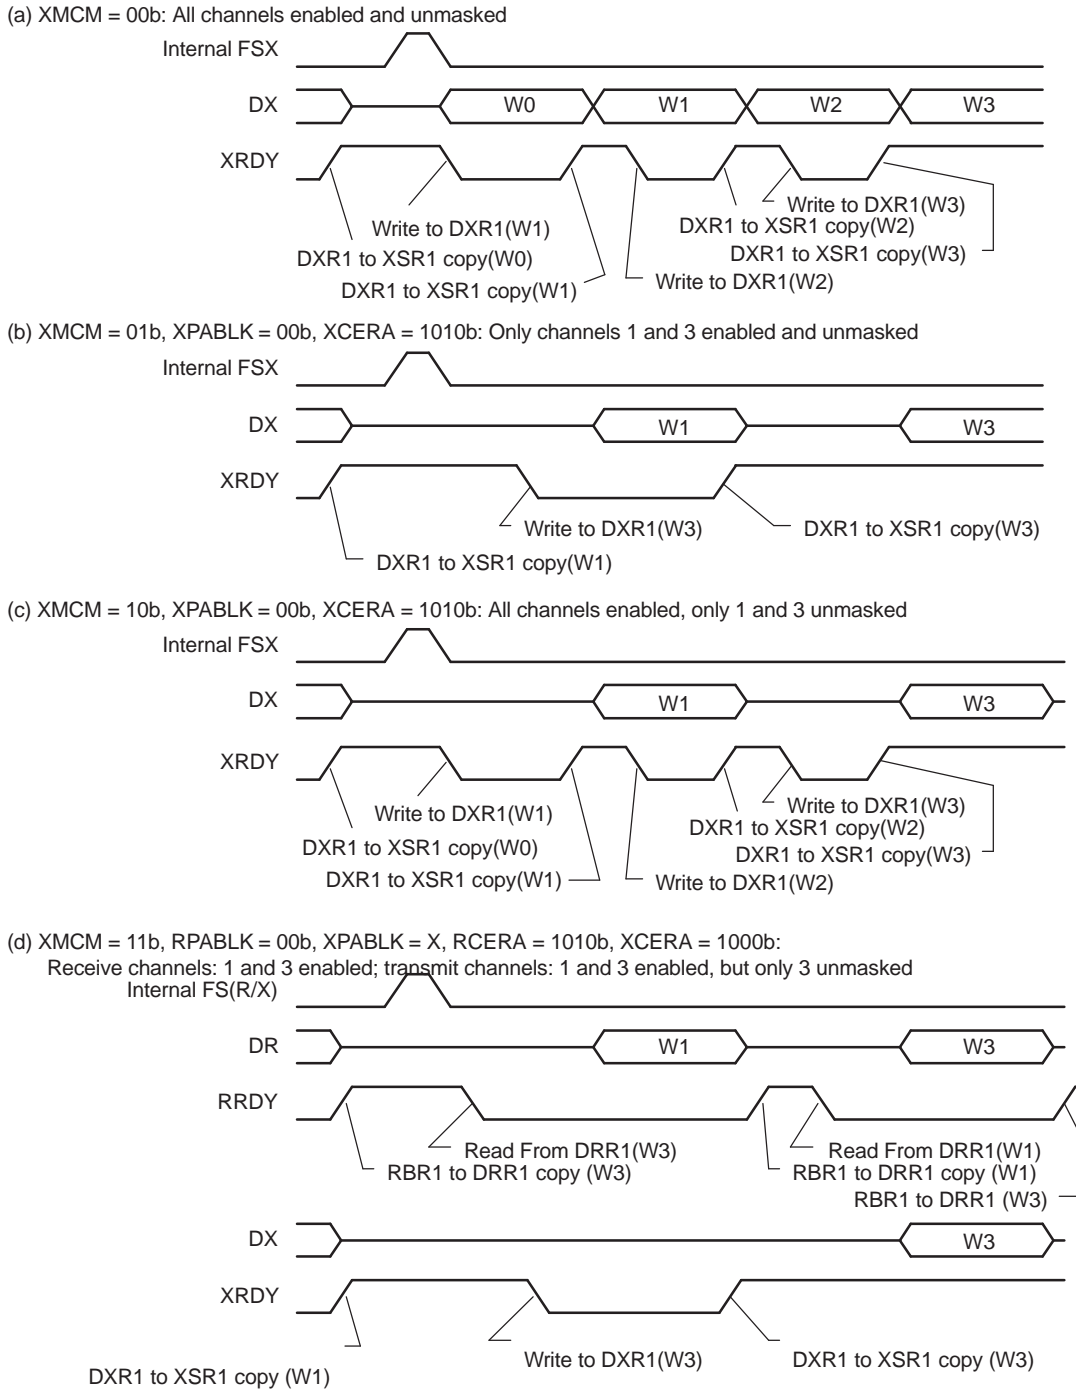 (a) XMCM = 00b: All channels enabled and unmasked
Internal FSX
DX
W0
W1
W2
W3
XRDY
Write to DXR1(W3)
Write to DXR1(W1)
DXR1 to XSR1 copy(W2)
DXR1 to XSR1 copy(W0)
DXR1 to XSR1 copy(W3)
DXR1 to XSR1 copy(W1)
Write to DXR1(W2)
(b) XMCM = 01b, XPABLK = 00b, XCERA = 1010b: Only channels 1 and 3 enabled and unmasked
Internal FSX
DX
W1
W3
XRDY
Write to DXR1(W3)
DXR1 to XSR1 copy(W3)
DXR1 to XSR1 copy(W1)
(c) XMCM = 10b, XPABLK = 00b, XCERA = 1010b: All channels enabled, only 1 and 3 unmasked
Internal FSX
DX
W1
W3
XRDY
Write to DXR1(W3)
Write to DXR1(W1)
DXR1 to XSR1 copy(W2)
DXR1 to XSR1 copy(W0)
DXR1 to XSR1 copy(W3)
DXR1 to XSR1 copy(W1)
Write to DXR1(W2)
(d) XMCM = 11b, RPABLK = 00b, XPABLK = X, RCERA = 1010b, XCERA = 1000b:
Receive channels: 1 and 3 enabled; transmit channels: 1 and 3 enabled, but only 3 unmasked
Internal FS(R/X)
DR
W1
W3
RRDY
Read From DRR1(W3)
Read From DRR1(W1)
RBR1 to DRR1 copy (W3)
RBR1 to DRR1 copy (W1)
RBR1 to DRR1 (W3)
DX
W3
XRDY
Write to DXR1(W3)
DXR1 to XSR1 copy (W3)
DXR1 to XSR1 copy (W1)